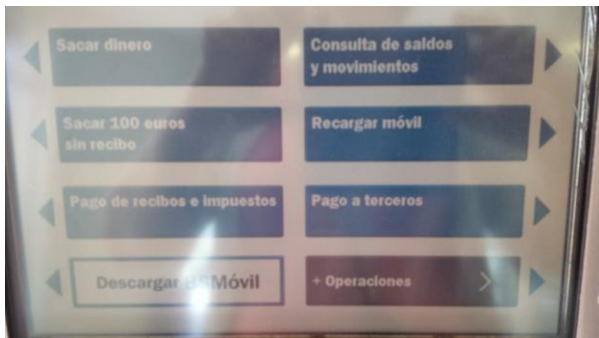 Sacar dinero
Consulta de saldos
y movimientos
Sacar 100 euros
sin recibo
Recargar móvil
Pago de recibos e impuestos
Pago a terceros
Descargar BSMóvil
+ Operaciones